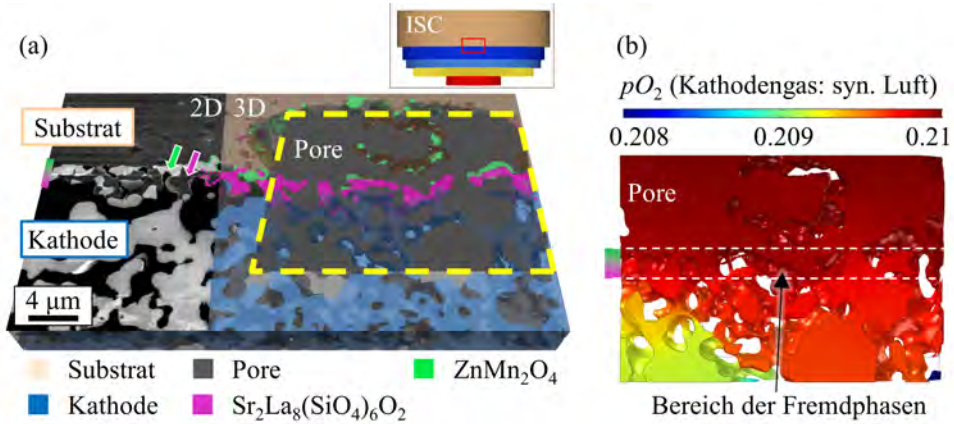 (a)
ISC
2D 3D
Substrat
Pore
Kathode
4 µm
Substrat
Pore
ZnMn₂O₄
Kathode
Sr₂La₈(SiO₄)₆O₂
(b)
pO₂ (Kathodengas: syn. Luft)
0.208 0.209 0.21
Pore
Bereich der Fremdphasen